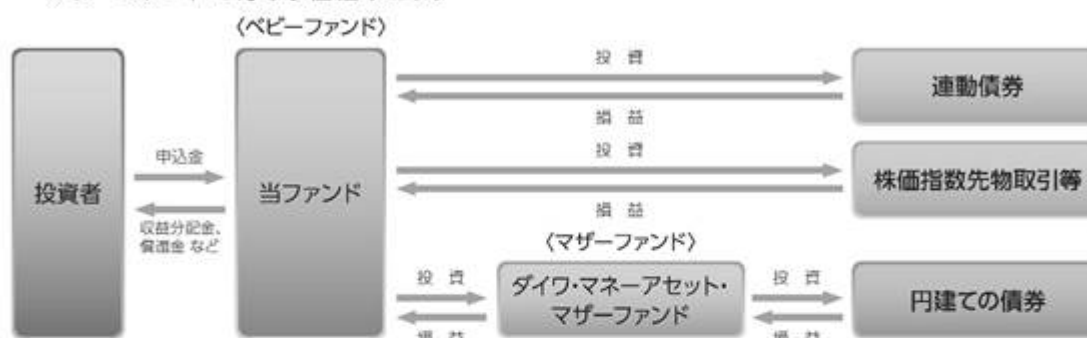 〈ベビーファンド〉
投資者
申込金
収益分配金、
償還金 など
当ファンド
投 資
損 益
連動債券
投 資
損 益
株価指数先物取引等
〈マザーファンド〉
投 資
損 益
ダイワ・マネーアセット・
マザーファンド
投 資
損 益
円建ての債券